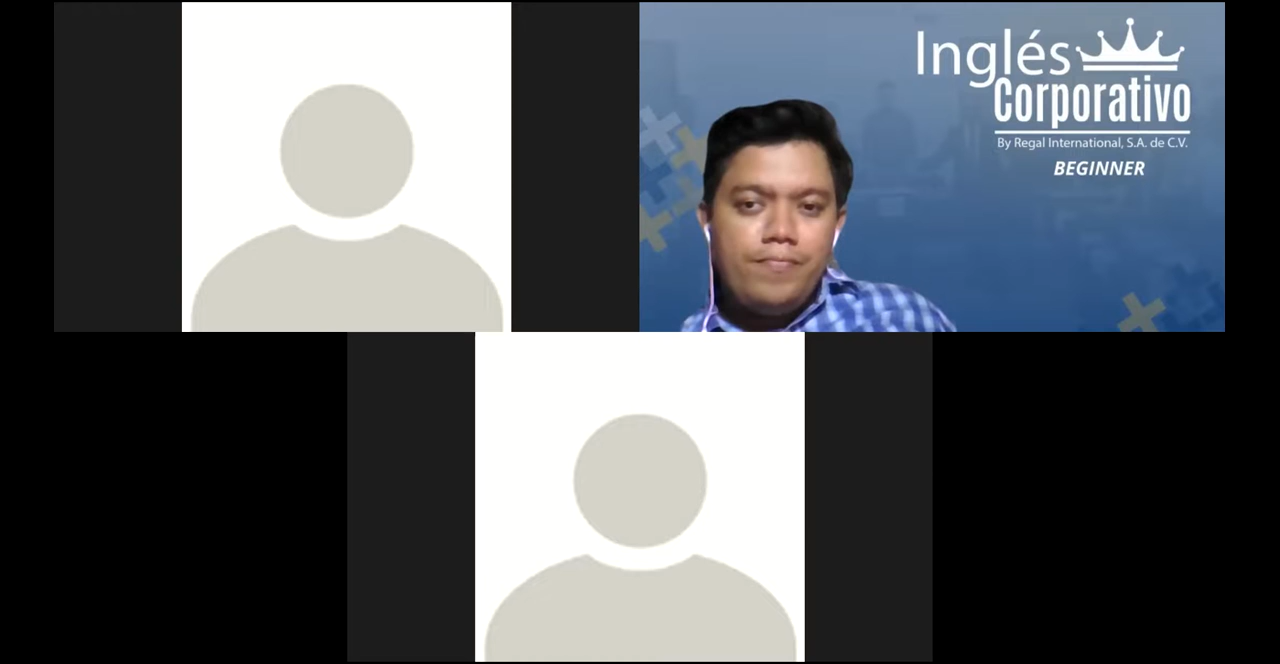 Inglés
Corporativo
By Regal International, S.A. de C.V.
BEGINNER